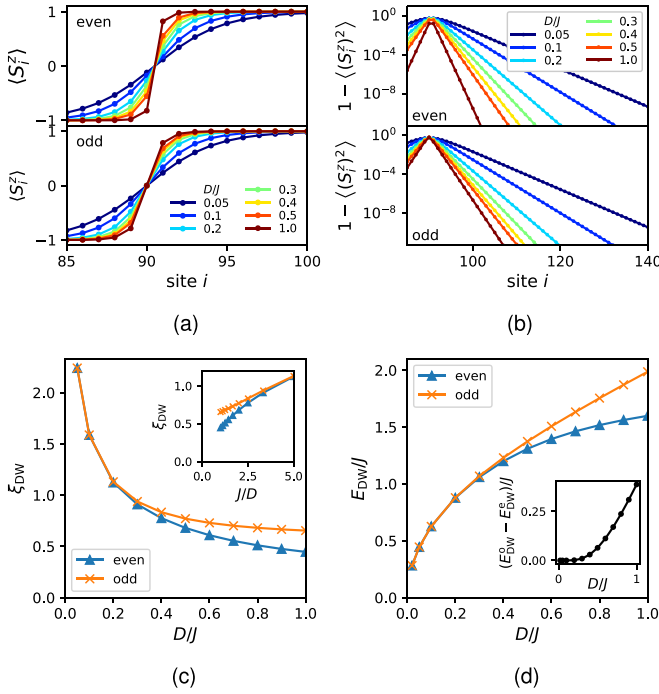 1
0
−1
⟨S_i^z⟩
even
1
0
−1
⟨S_i^z⟩
odd
D/J
0.05
0.1
0.2
0.3
0.4
0.5
1.0
85 90 95 100
site i
(a)
10^0
10^−4
10^−8
1 − ⟨(S_i^z)^2⟩
D/J
0.05
0.1
0.2
0.3
0.4
0.5
1.0
even
10^0
10^−4
10^−8
1 − ⟨(S_i^z)^2⟩
odd
100 120 140
site i
(b)
2.0
1.5
1.0
0.5
0.0
ξ_DW
1.0
0.5
0.0
ξ_DW
0.0 2.5 5.0
J/D
even
odd
0.0 0.2 0.4 0.6 0.8 1.0
D/J
(c)
2.0
1.5
1.0
0.5
0.0
E_DW/J
even
odd
0.25
0.00
(E_DW^o − E_DW^e)/J
0 1
D/J
0.0 0.2 0.4 0.6 0.8 1.0
D/J
(d)